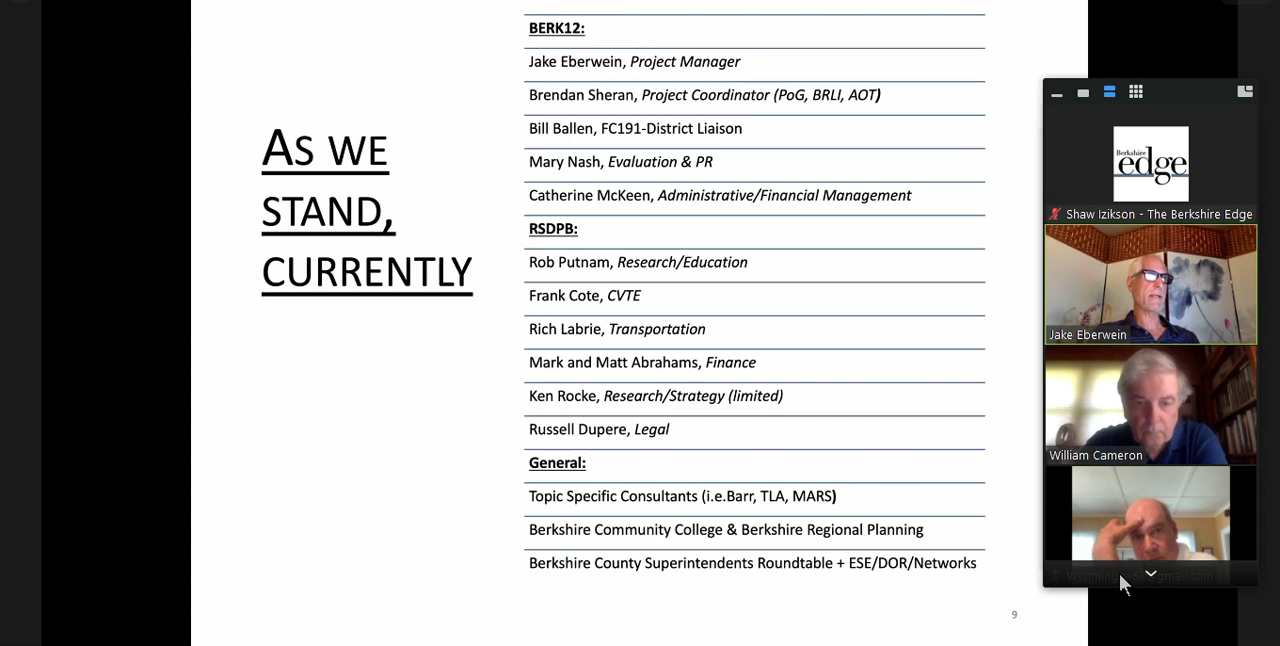 AS WE
STAND,
CURRENTLY
BERK12:
Jake Eberwein, Project Manager
Brendan Sheran, Project Coordinator (PoG, BRLI, AOT)
Bill Ballen, FC191-District Liaison
Mary Nash, Evaluation & PR
Catherine McKeen, Administrative/Financial Management
RSDPB:
Rob Putnam, Research/Education
Frank Cote, CVTE
Rich Labrie, Transportation
Mark and Matt Abrahams, Finance
Ken Rocke, Research/Strategy (limited)
Russell Dupere, Legal
General:
Topic Specific Consultants (i.e.Barr, TLA, MARS)
Berkshire Community College & Berkshire Regional Planning
Berkshire County Superintendents Roundtable + ESE/DOR/Networks
9
Berkshire
edge
Shaw Izikson - The Berkshire Edge
Jake Eberwein
William Cameron